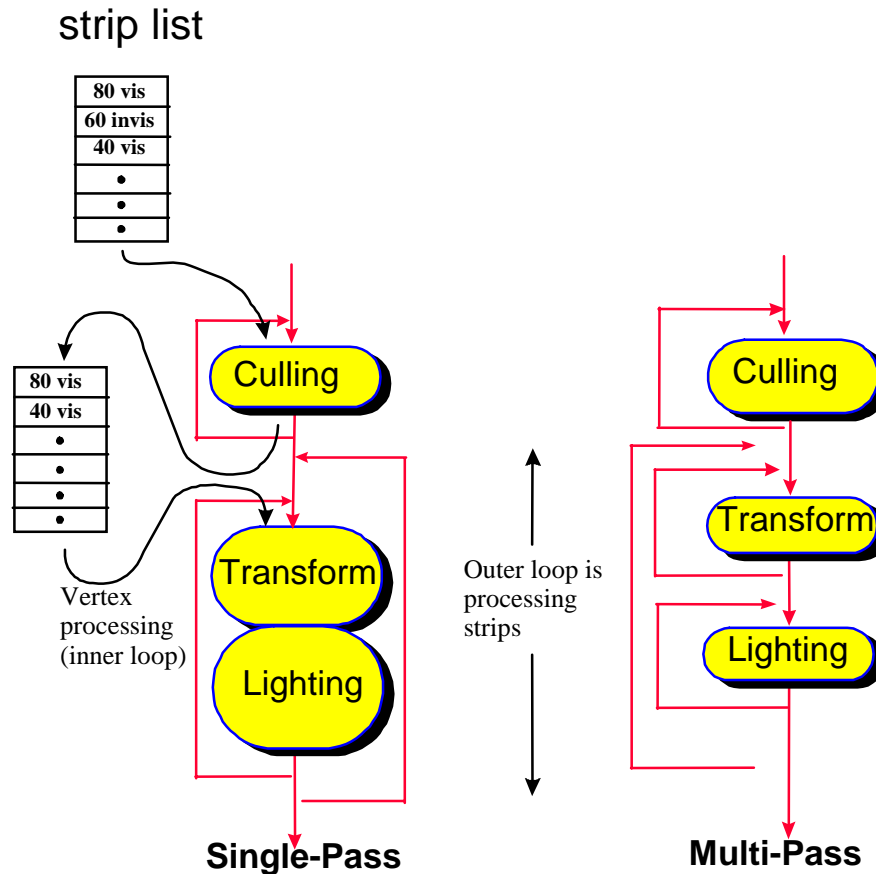 strip list
80 vis
60 invis
40 vis
80 vis
40 vis
Culling
Transform
Lighting
Vertex
processing
(inner loop)
Single-Pass
Outer loop is
processing
strips
Culling
Transform
Lighting
Multi-Pass